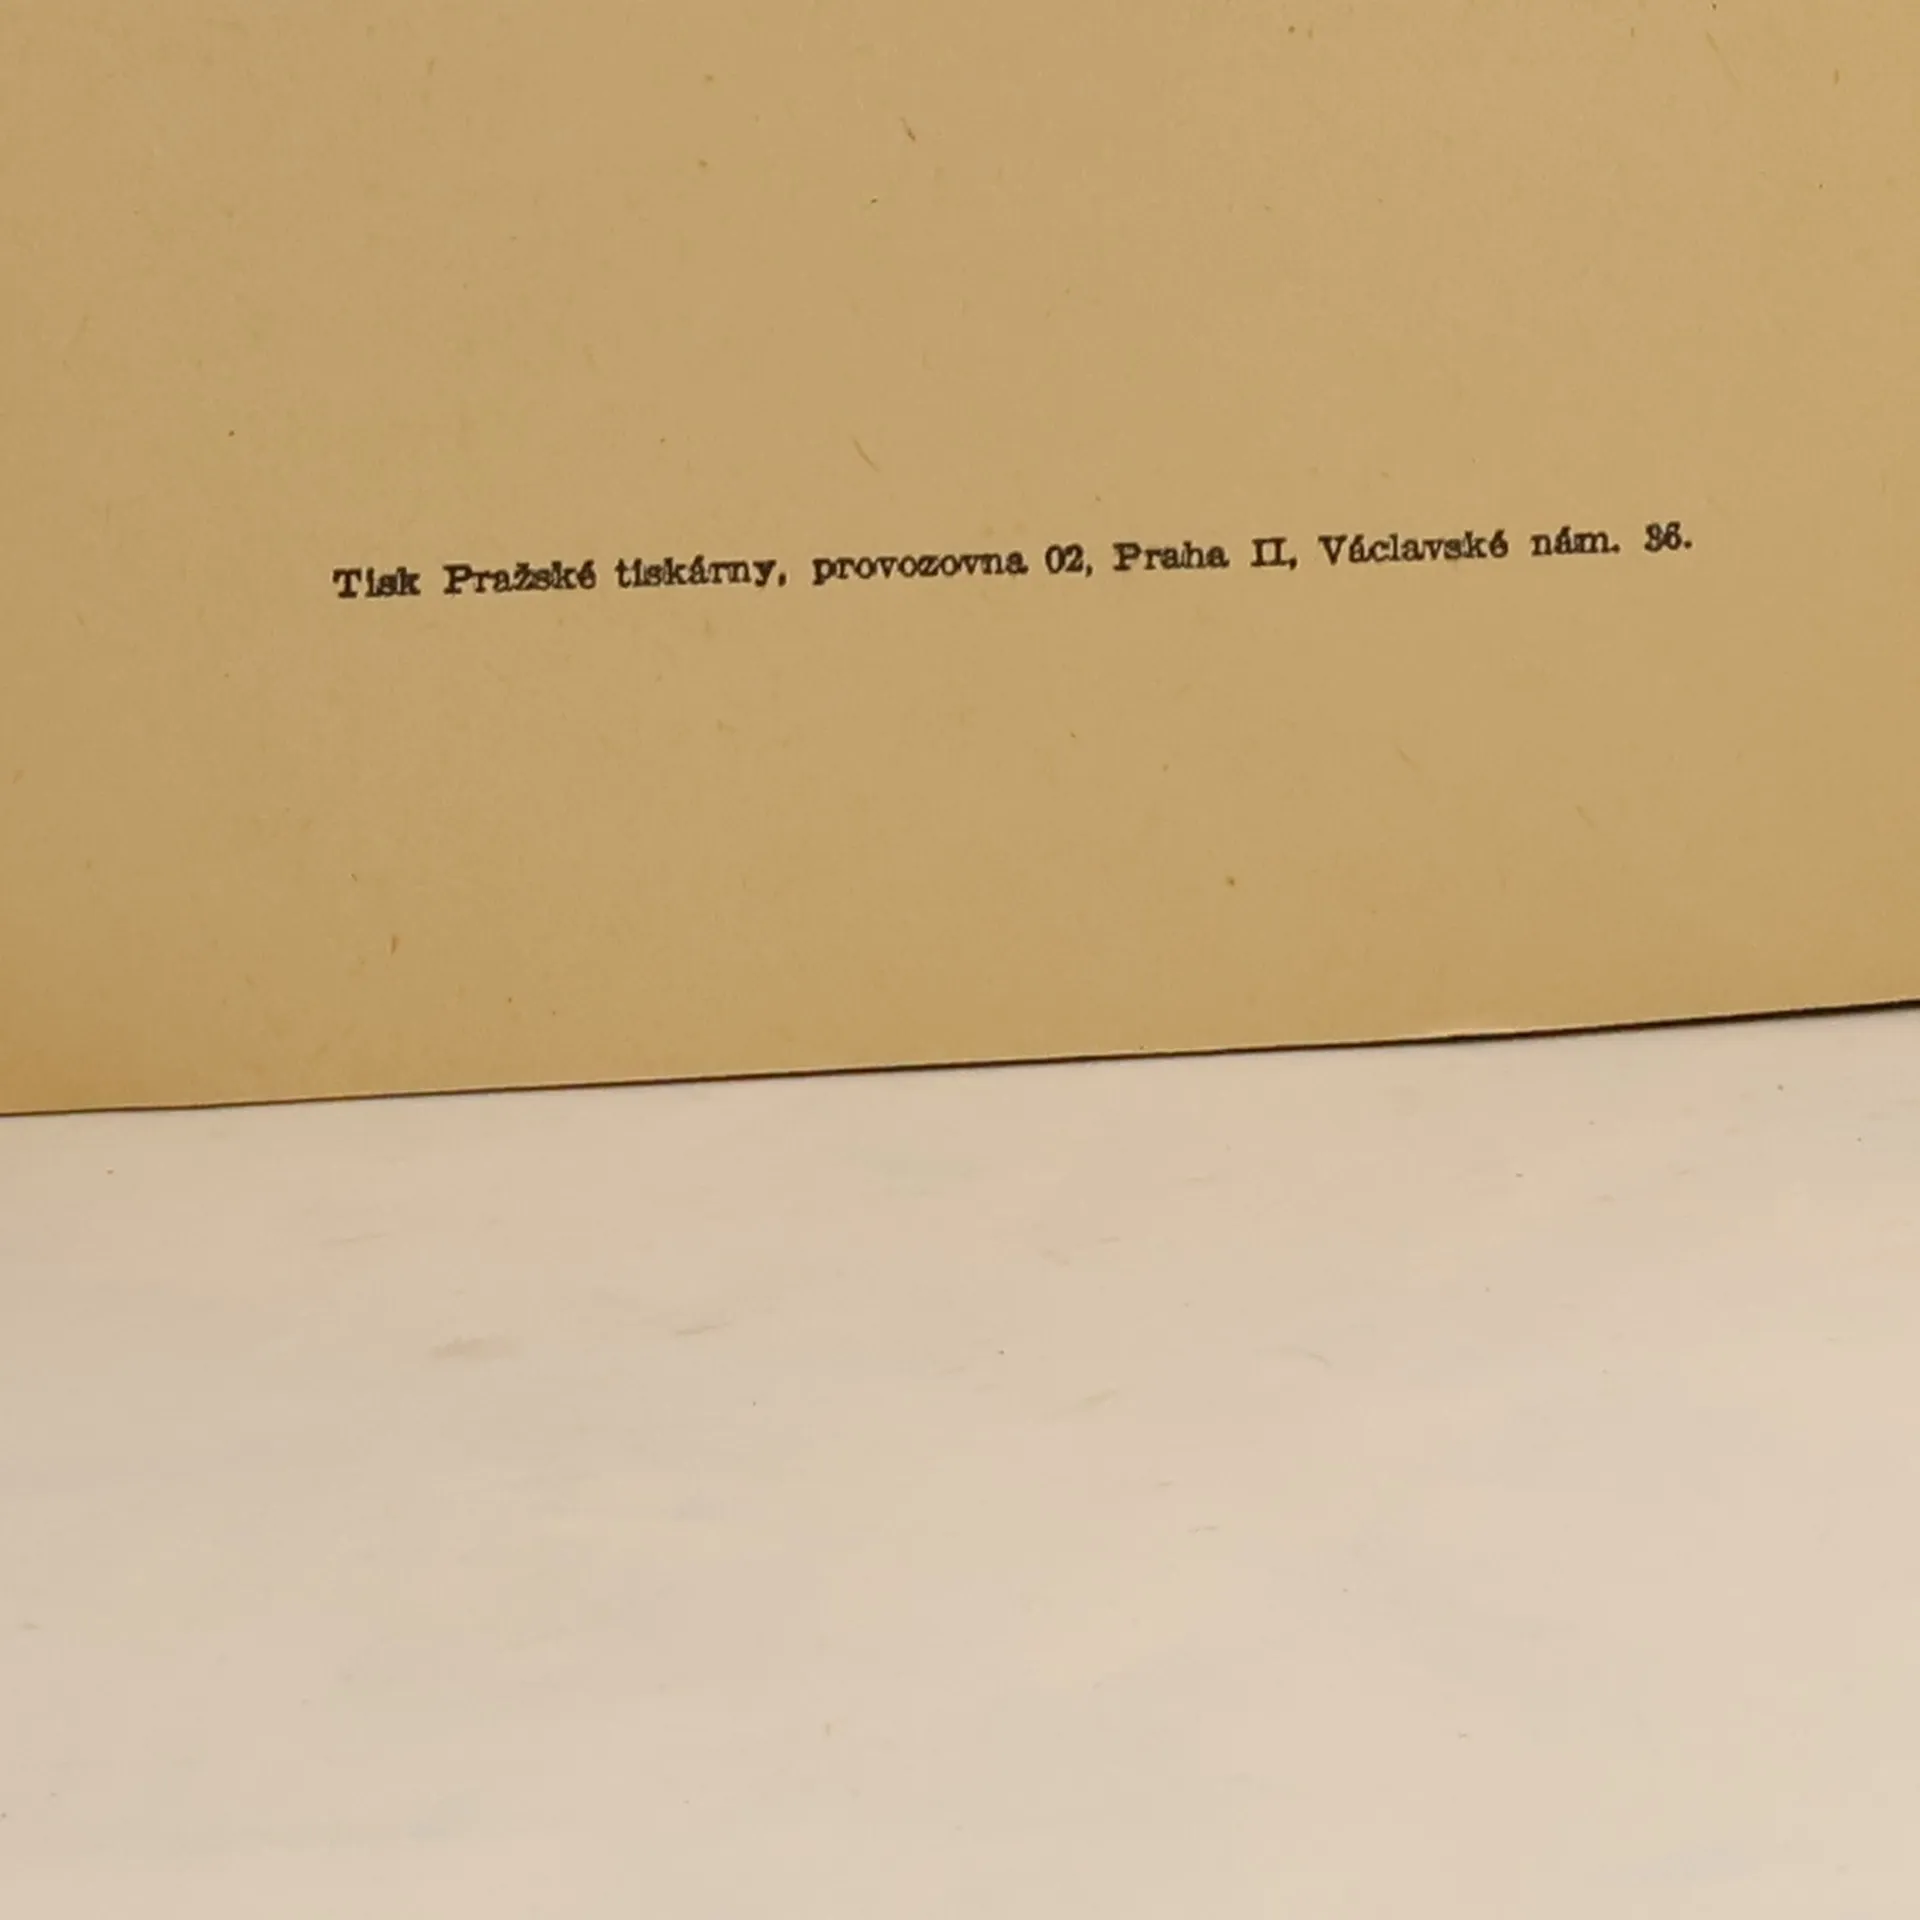 Tisk Pražské tiskárny, provozovna 02, Praha II, Václavské nám. 36.